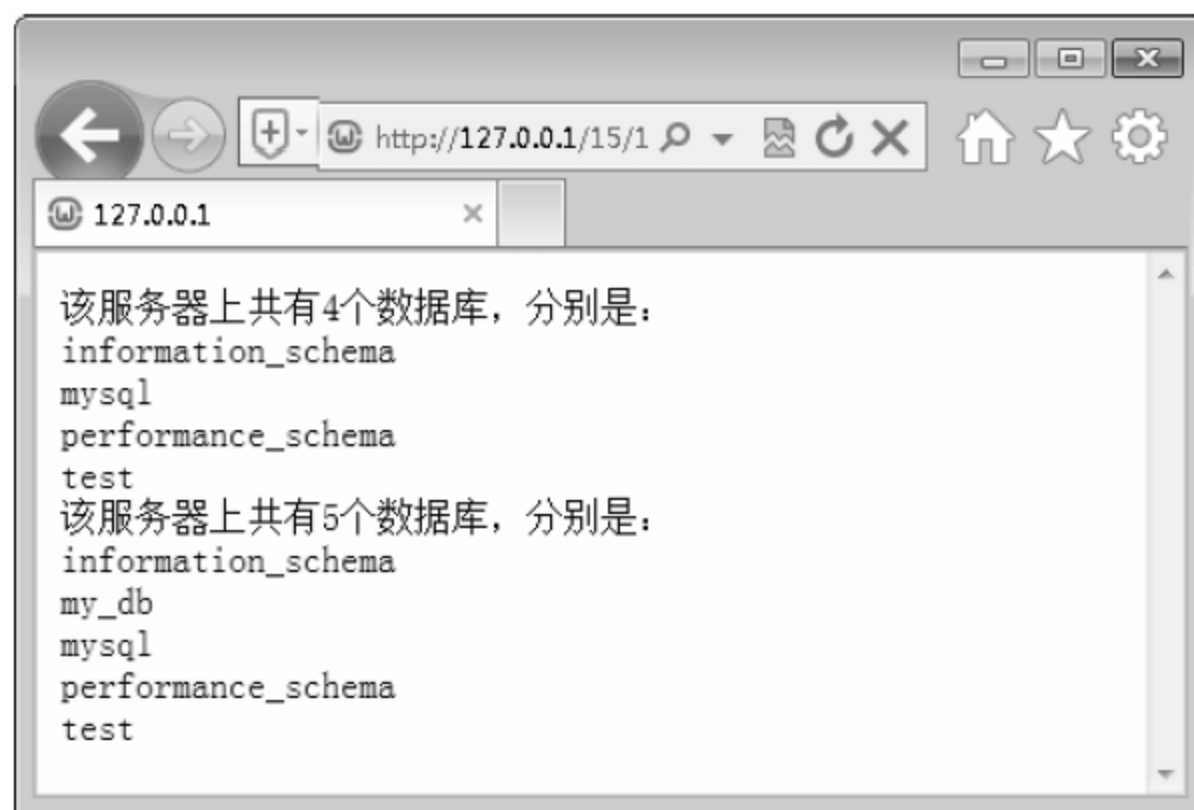 http://127.0.0.1/15/1
127.0.0.1
该服务器上共有4个数据库，分别是：
information_schema
mysql
performance_schema
test
该服务器上共有5个数据库，分别是：
information_schema
my_db
mysql
performance_schema
test